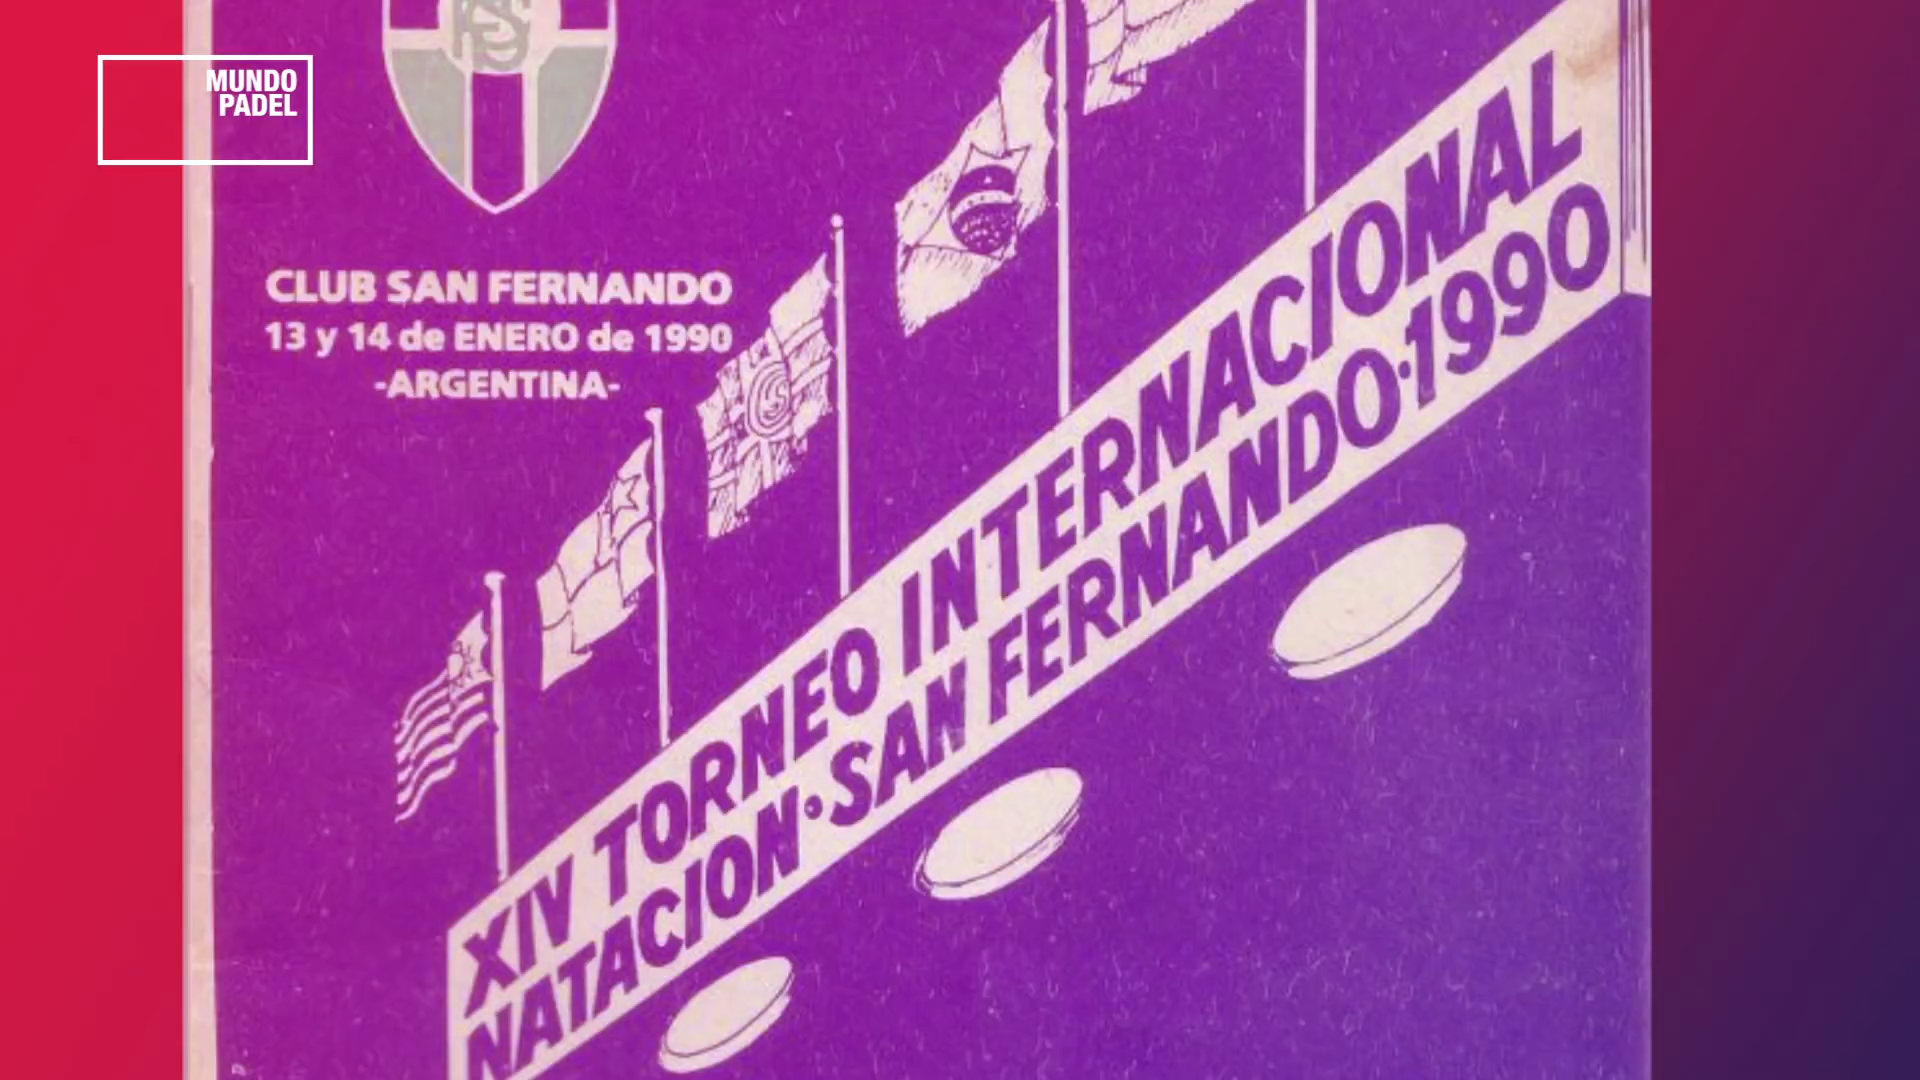 MUNDO
PADEL
CLUB SAN FERNANDO
13 y 14 de ENERO de 1990
-ARGENTINA-
XIV TORNEO INTERNACIONAL
NATACION·SAN FERNANDO·1990